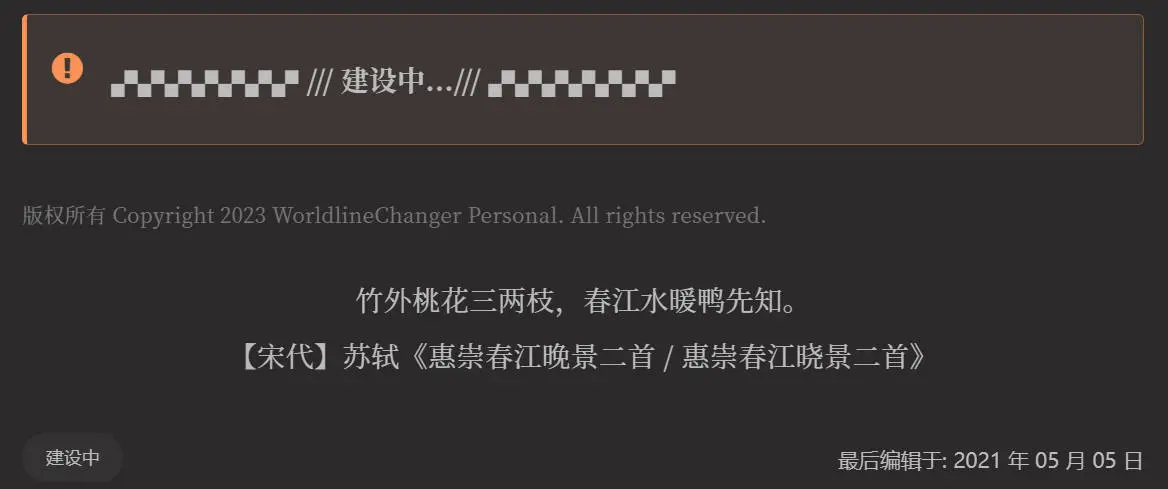 ▞▞▞▞▞▞▞ /// 建设中.../// ▞▞▞▞▞▞▞
版权所有 Copyright 2023 WorldlineChanger Personal. All rights reserved.
竹外桃花三两枝，春江水暖鸭先知。
【宋代】苏轼《惠崇春江晚景二首 / 惠崇春江晓景二首》
建设中
最后编辑于: 2021 年 05 月 05 日